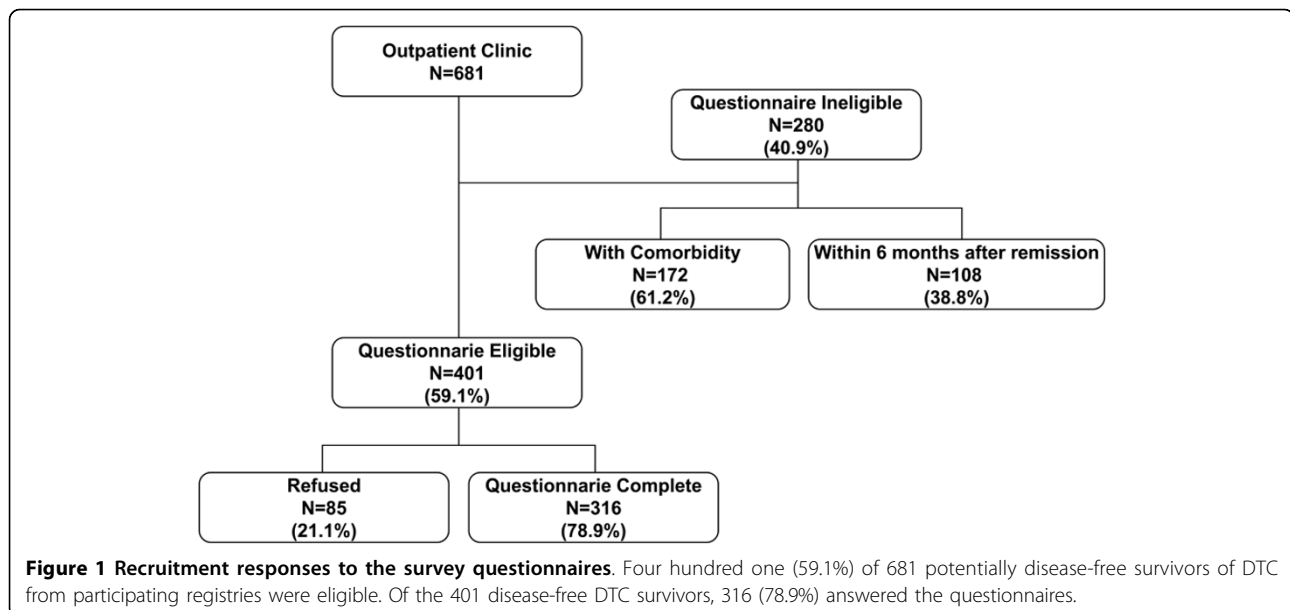 Outpatient Clinic
N=681
Questionnaire Ineligible
N=280
(40.9%)
With Comorbidity
N=172
(61.2%)
Within 6 months after remission
N=108
(38.8%)
Questionnarie Eligible
N=401
(59.1%)
Refused
N=85
(21.1%)
Questionnarie Complete
N=316
(78.9%)
Figure 1 Recruitment responses to the survey questionnaires. Four hundred one (59.1%) of 681 potentially disease-free survivors of DTC
from participating registries were eligible. Of the 401 disease-free DTC survivors, 316 (78.9%) answered the questionnaires.